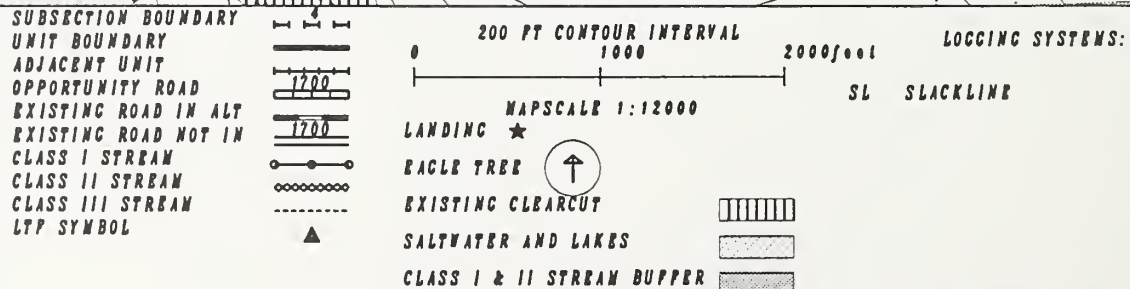 SUBSECTION BOUNDARY 4
UNIT BOUNDARY
ADJACENT UNIT
OPPORTUNITY ROAD 1700
EXISTING ROAD IN ALT
EXISTING ROAD NOT IN 1700
CLASS I STREAM
CLASS II STREAM
CLASS III STREAM
LTF SYMBOL
200 FT CONTOUR INTERVAL
0 1000 2000feet
MAPSCALE 1:12000
LANDING
EAGLE TREE
EXISTING CLEARCUT
SALTWATER AND LAKES
CLASS I & II STREAM BUFFER
LOGGING SYSTEMS:
SL SLACKLINE